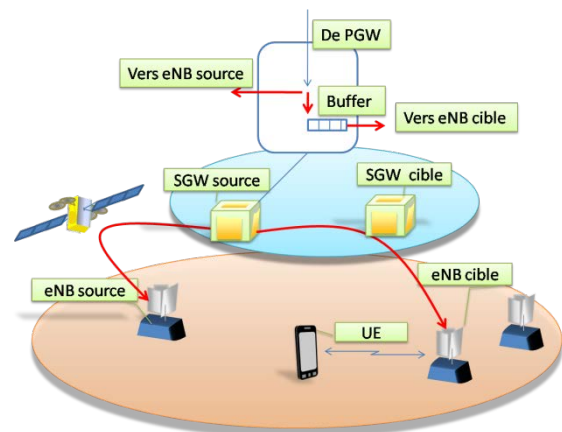 De PGW
Vers eNB source
Buffer
Vers eNB cible
SGW source
SGW cible
eNB source
eNB cible
UE